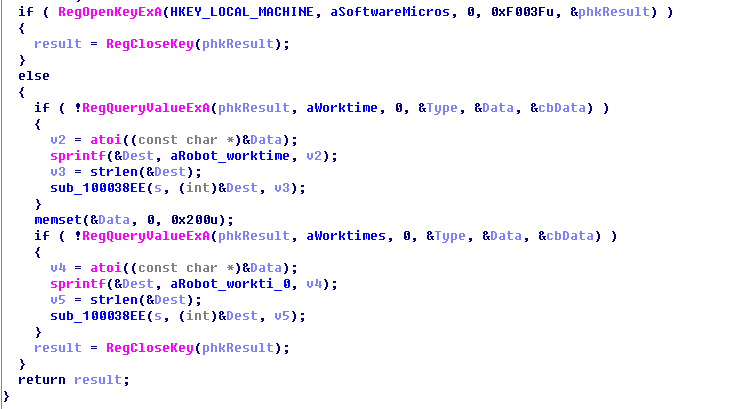 if ( RegOpenKeyExA(HKEY_LOCAL_MACHINE, aSoftwareMicros, 0, 0xF003Fu, &phkResult) )
{
result = RegCloseKey(phkResult);
}
else
{
if ( !RegQueryValueExA(phkResult, aWorktime, 0, &Type, &Data, &cbData) )
{
v2 = atoi((const char *)&Data);
sprintf(&Dest, aRobot_worktime, v2);
v3 = strlen(&Dest);
sub_100038EE(s, (int)&Dest, v3);
}
memset(&Data, 0, 0x200u);
if ( !RegQueryValueExA(phkResult, aWorktimes, 0, &Type, &Data, &cbData) )
{
v4 = atoi((const char *)&Data);
sprintf(&Dest, aRobot_workti_0, v4);
v5 = strlen(&Dest);
sub_100038EE(s, (int)&Dest, v5);
}
result = RegCloseKey(phkResult);
}
return result;
}